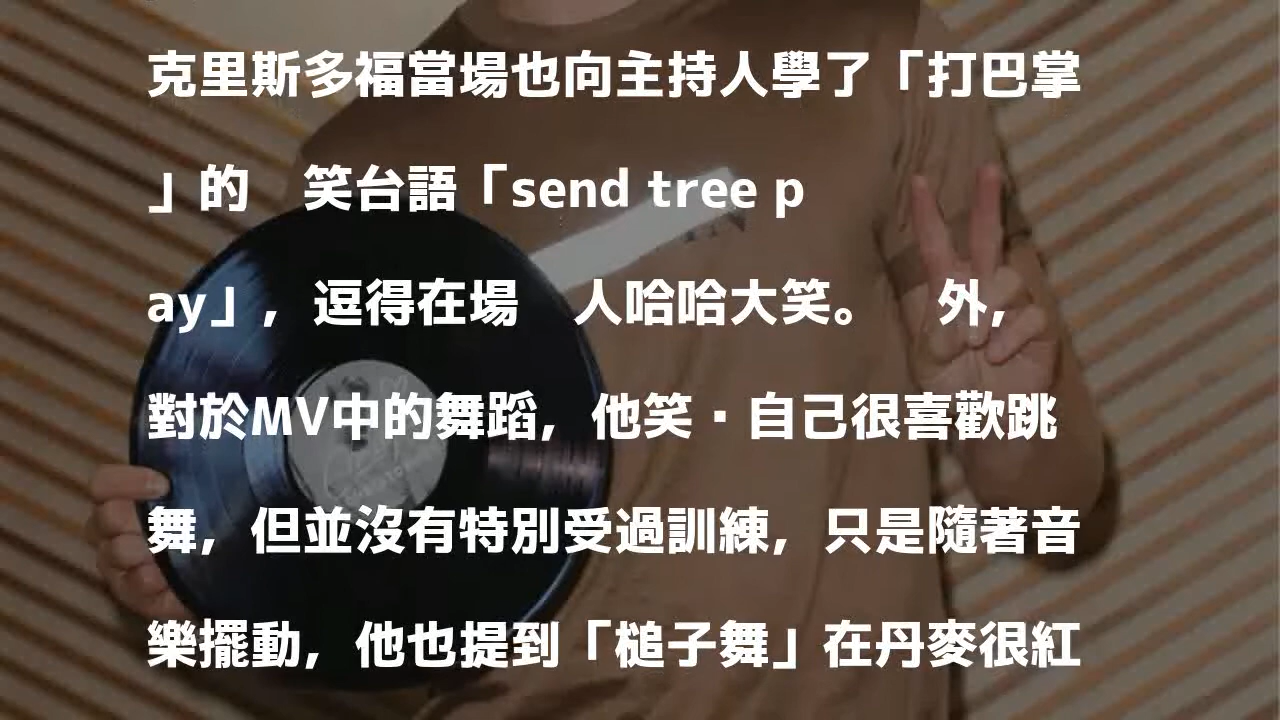 克里斯多福當場也向主持人學了「打巴掌
」的　笑台語「send tree p
ay」，逗得在場　人哈哈大笑。　外，
對於MV中的舞蹈，他笑·自己很喜歡跳
舞，但並沒有特別受過訓練，只是隨著音
樂擺動，他也提到「槌子舞」在丹麥很紅